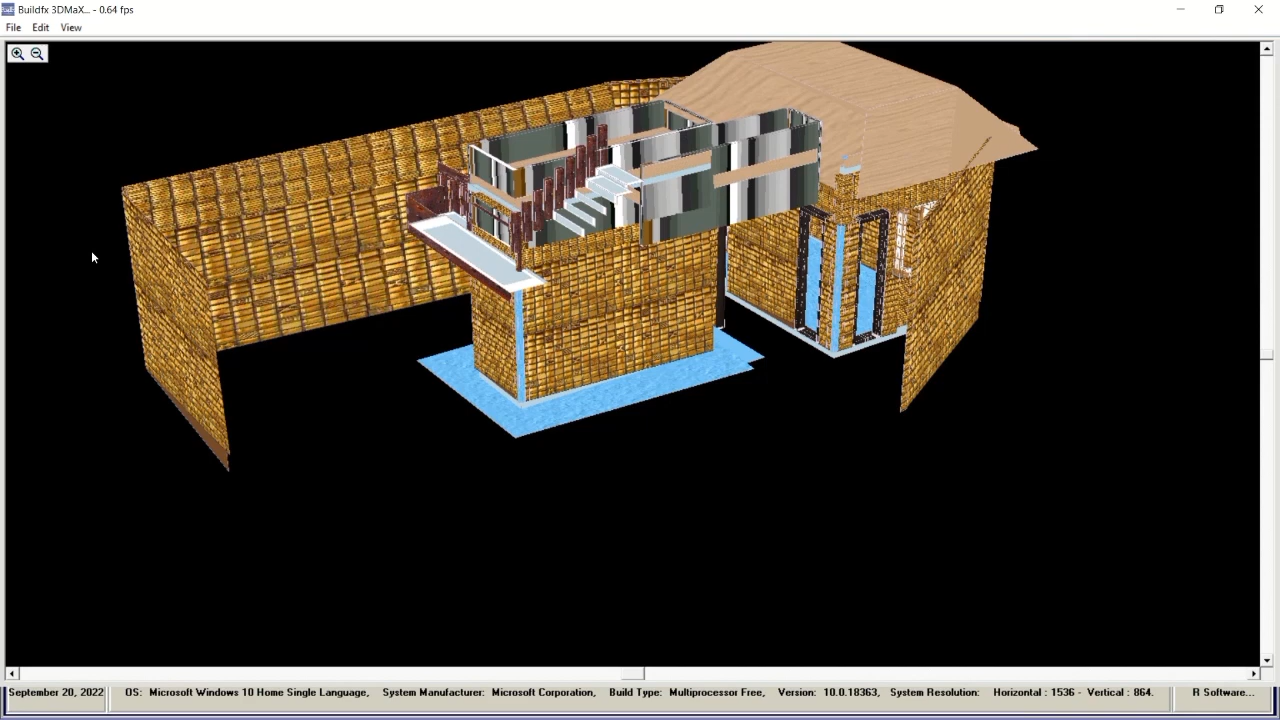 Buildfx 3DMaX... - 0.64 fps
File Edit View
September 20, 2022 OS: Microsoft Windows 10 Home Single Language, System Manufacturer: Microsoft Corporation, Build Type: Multiprocessor Free, Version: 10.0.18363, System Resolution: Horizontal : 1536 - Vertical : 864. R Software...